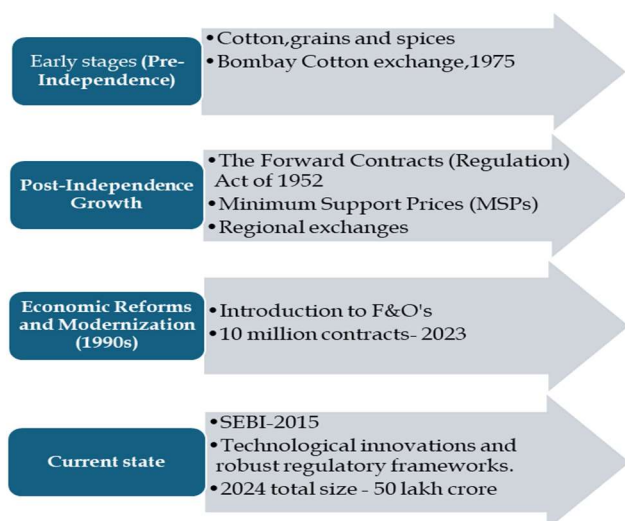 Early stages (Pre-
Independence)
•Cotton,grains and spices
•Bombay Cotton exchange,1975
Post-Independence
Growth
•The Forward Contracts (Regulation)
Act of 1952
•Minimum Support Prices (MSPs)
•Regional exchanges
Economic Reforms
and Modernization
(1990s)
•Introduction to F&O's
•10 million contracts- 2023
Current state
•SEBI-2015
•Technological innovations and
robust regulatory frameworks.
•2024 total size - 50 lakh crore